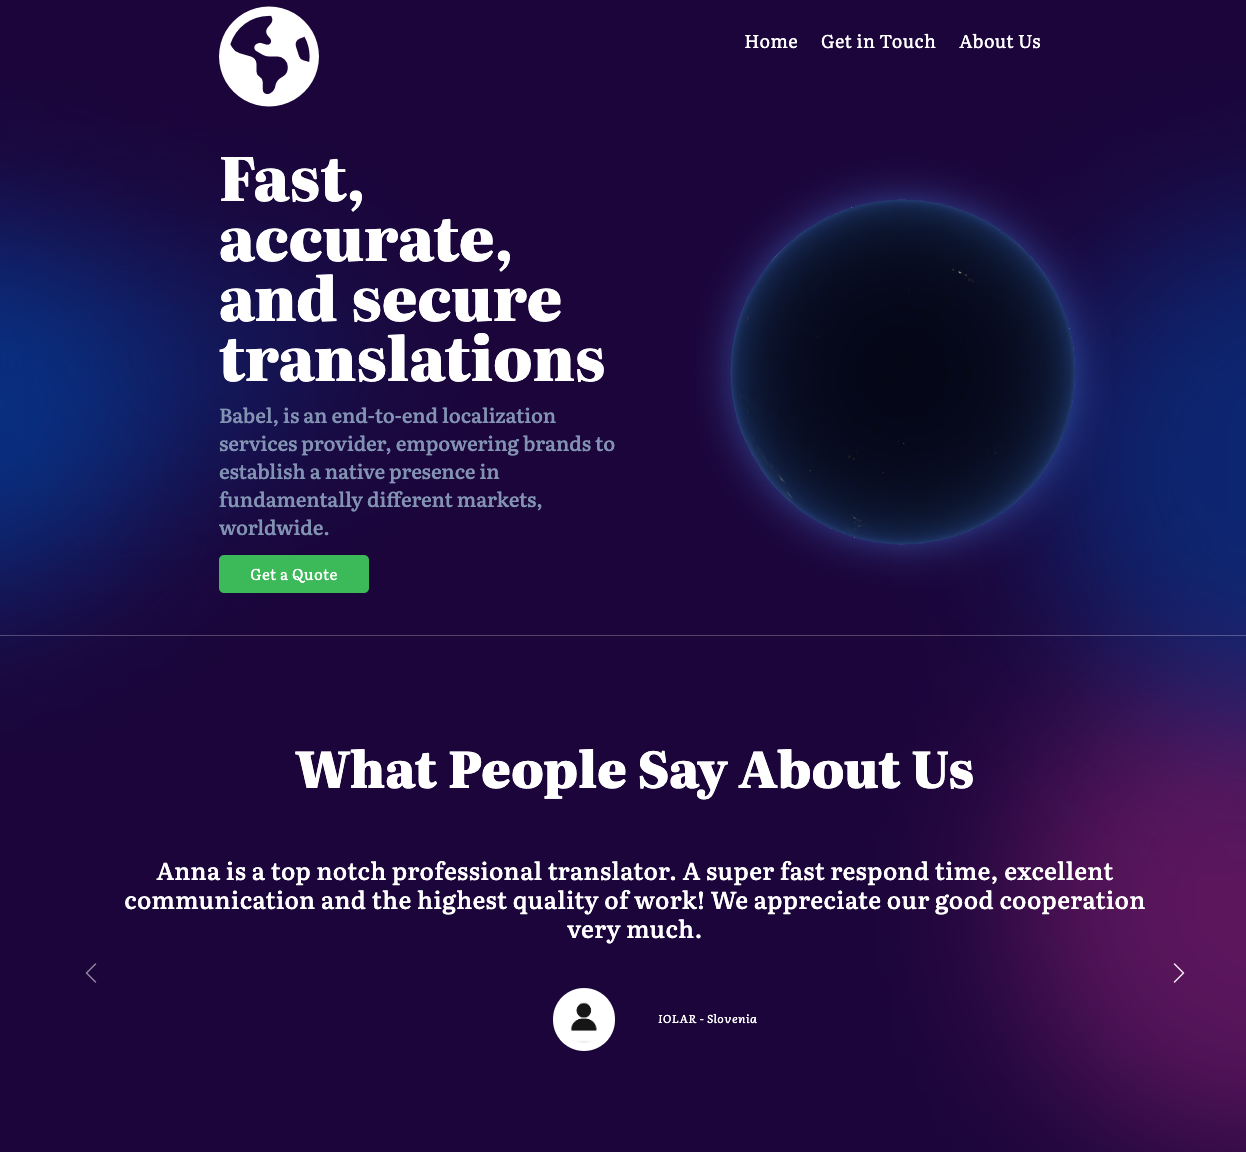 Home Get in Touch About Us
Fast,
accurate,
and secure
translations
Babel, is an end-to-end localization
services provider, empowering brands to
establish a native presence in
fundamentally different markets,
worldwide.
Get a Quote
What People Say About Us
Anna is a top notch professional translator. A super fast respond time, excellent
communication and the highest quality of work! We appreciate our good cooperation
very much.
IOLAR - Slovenia